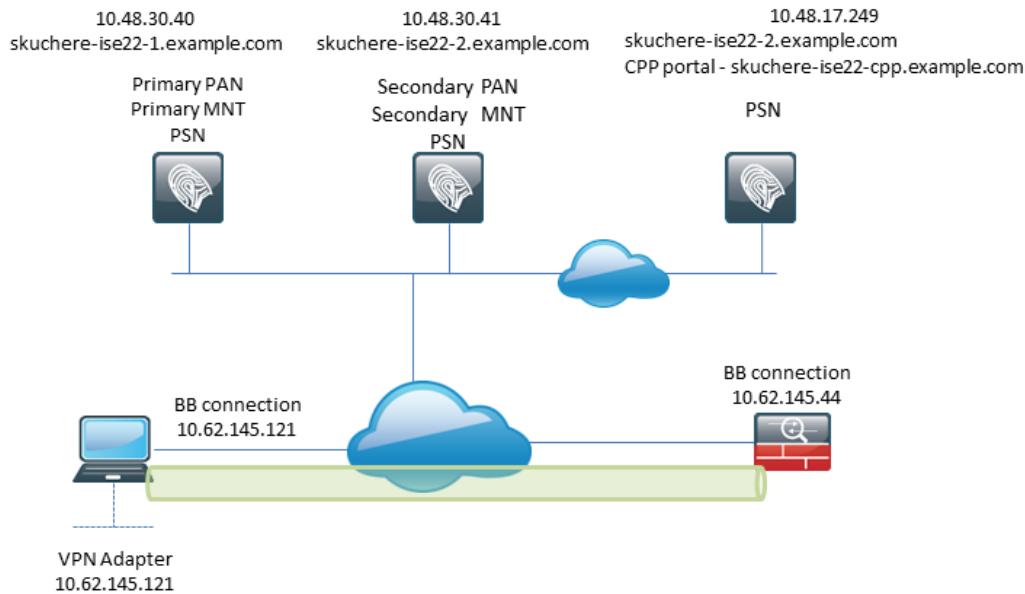 10.48.30.40
skuchere-ise22-1.example.com
Primary PAN
Primary MNT
PSN
10.48.30.41
skuchere-ise22-2.example.com
Secondary PAN
Secondary MNT
PSN
10.48.17.249
skuchere-ise22-2.example.com
CPP portal - skuchere-ise22-cpp.example.com
PSN
BB connection
10.62.145.121
BB connection
10.62.145.44
VPN Adapter
10.62.145.121